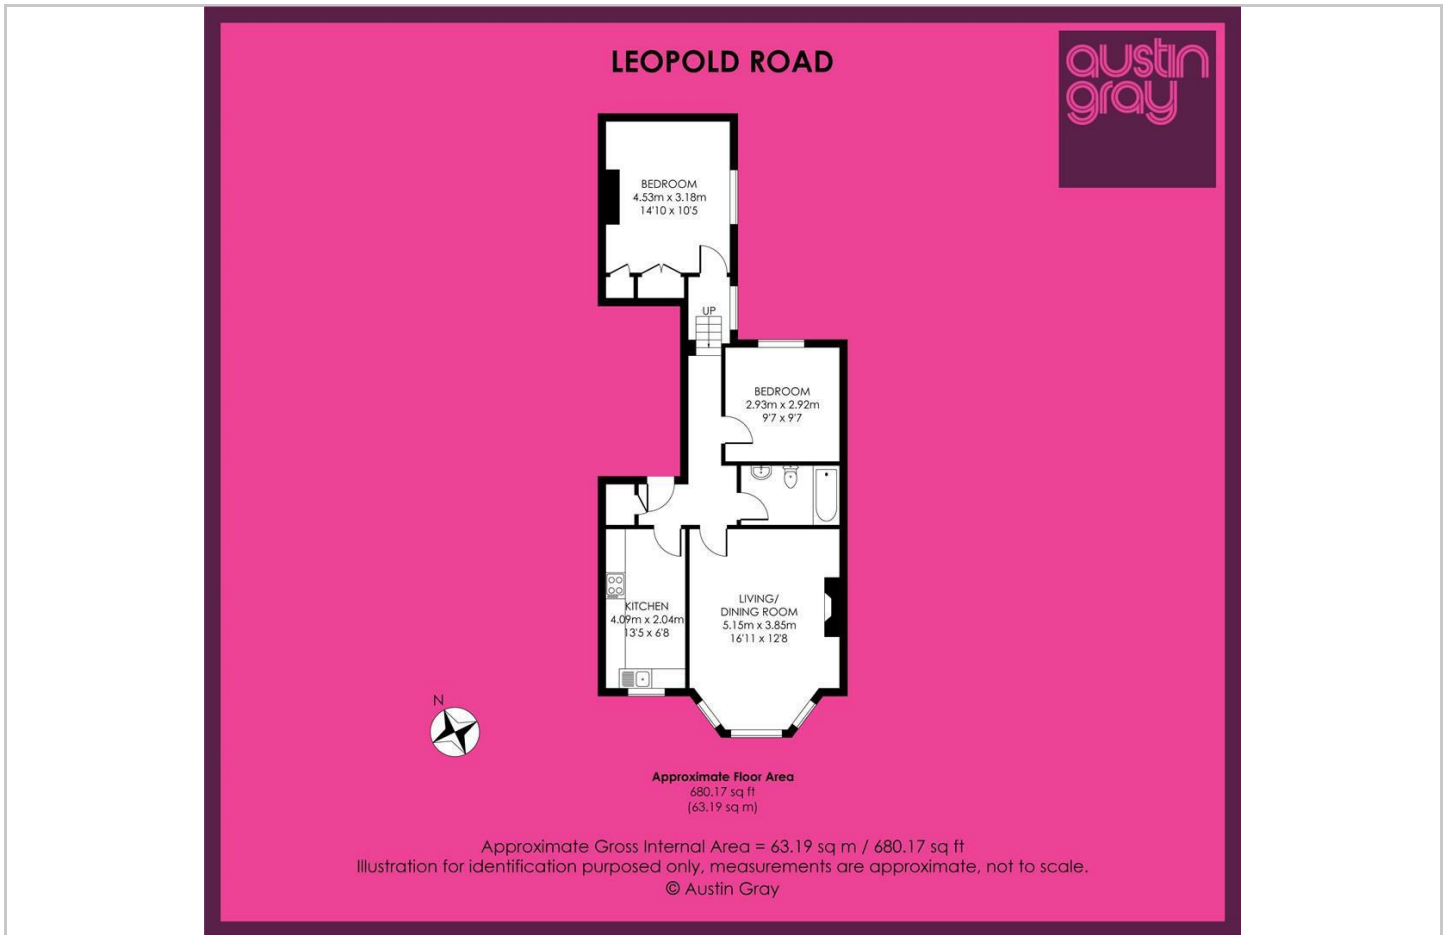 LEOPOLD ROAD
austin
gray
BEDROOM
4.53m x 3.18m
14'10 x 10'5
UP
BEDROOM
2.93m x 2.92m
9'7 x 9'7
KITCHEN
4.09m x 2.04m
13'5 x 6'8
LIVING/
DINING ROOM
5.15m x 3.85m
16'11 x 12'8
N
Approximate Floor Area
680.17 sq ft
(63.19 sq m)
Approximate Gross Internal Area = 63.19 sq m / 680.17 sq ft
Illustration for identification purposed only, measurements are approximate, not to scale.
© Austin Gray